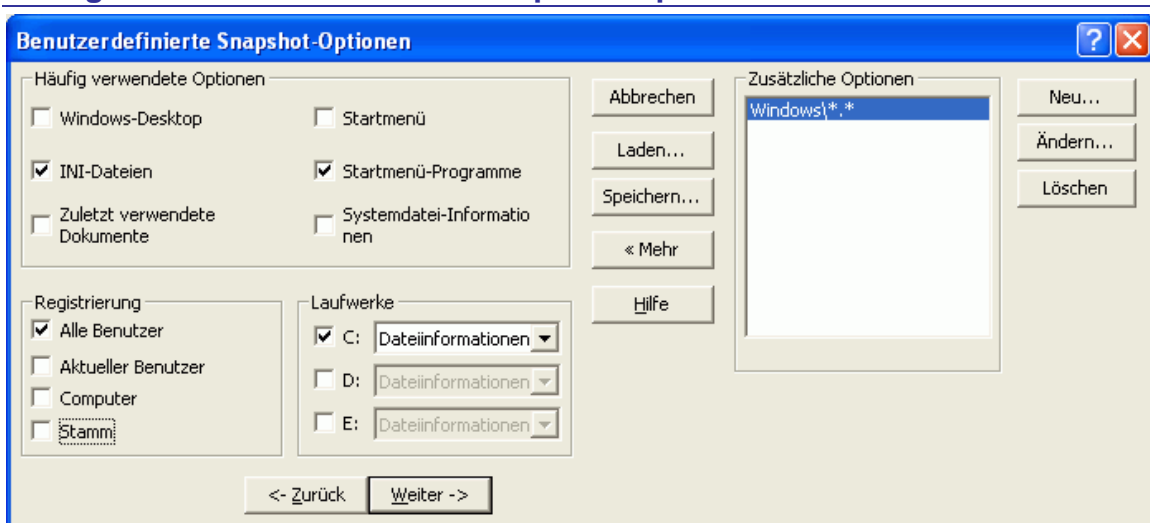 Benutzerdefinierte Snapshot-Optionen
Häufig verwendete Optionen
Windows-Desktop
Startmenü
INI-Dateien
Startmenü-Programme
Zuletzt verwendete
Dokumente
Systemdatei-Informatio
nen
Registrierung
Alle Benutzer
Aktueller Benutzer
Computer
Stamm
Laufwerke
C: Dateiinformationen
D: Dateiinformationen
E: Dateiinformationen
<- Zurück
Weiter ->
Abbrechen
Laden...
Speichern...
« Mehr
Hilfe
Zusätzliche Optionen
Windows\*.*
Neu...
Ändern...
Löschen